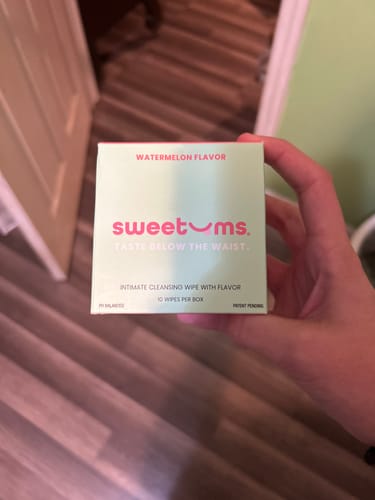 WATERMELON FLAVOR
sweetums®
TASTE BELOW THE WAIST.
INTIMATE CLEANSING WIPE WITH FLAVOR
10 WIPES PER BOX
PH BALANCED
PATENT PENDING